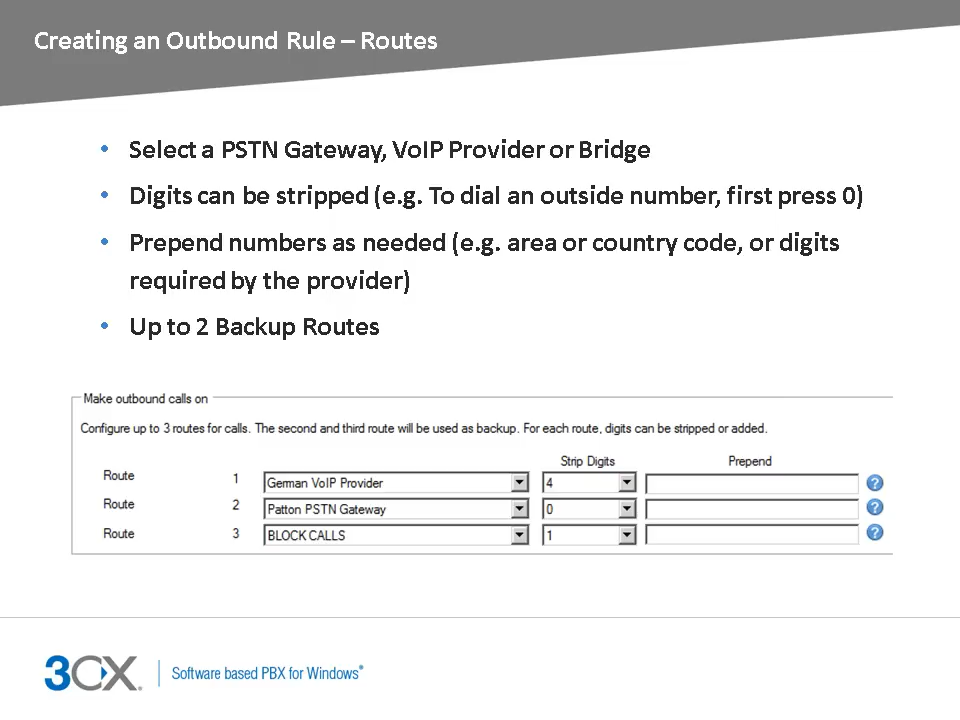 Creating an Outbound Rule – Routes
• Select a PSTN Gateway, VoIP Provider or Bridge
• Digits can be stripped (e.g. To dial an outside number, first press 0)
• Prepend numbers as needed (e.g. area or country code, or digits
required by the provider)
• Up to 2 Backup Routes
Make outbound calls on
Configure up to 3 routes for calls. The second and third route will be used as backup. For each route, digits can be stripped or added.
Strip Digits Prepend
Route 1 German VoIP Provider 4 ?
Route 2 Patton PSTN Gateway 0 ?
Route 3 BLOCK CALLS 1 ?
3CX® Software based PBX for Windows®